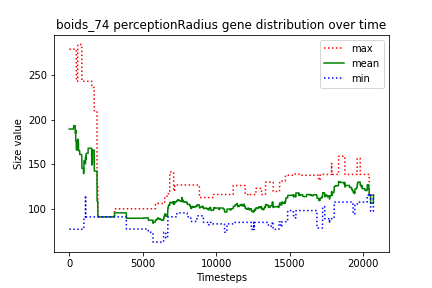 boids_74 perceptionRadius gene distribution over time
max
mean
min
Size value
250
200
150
100
0
5000
10000
15000
20000
Timesteps